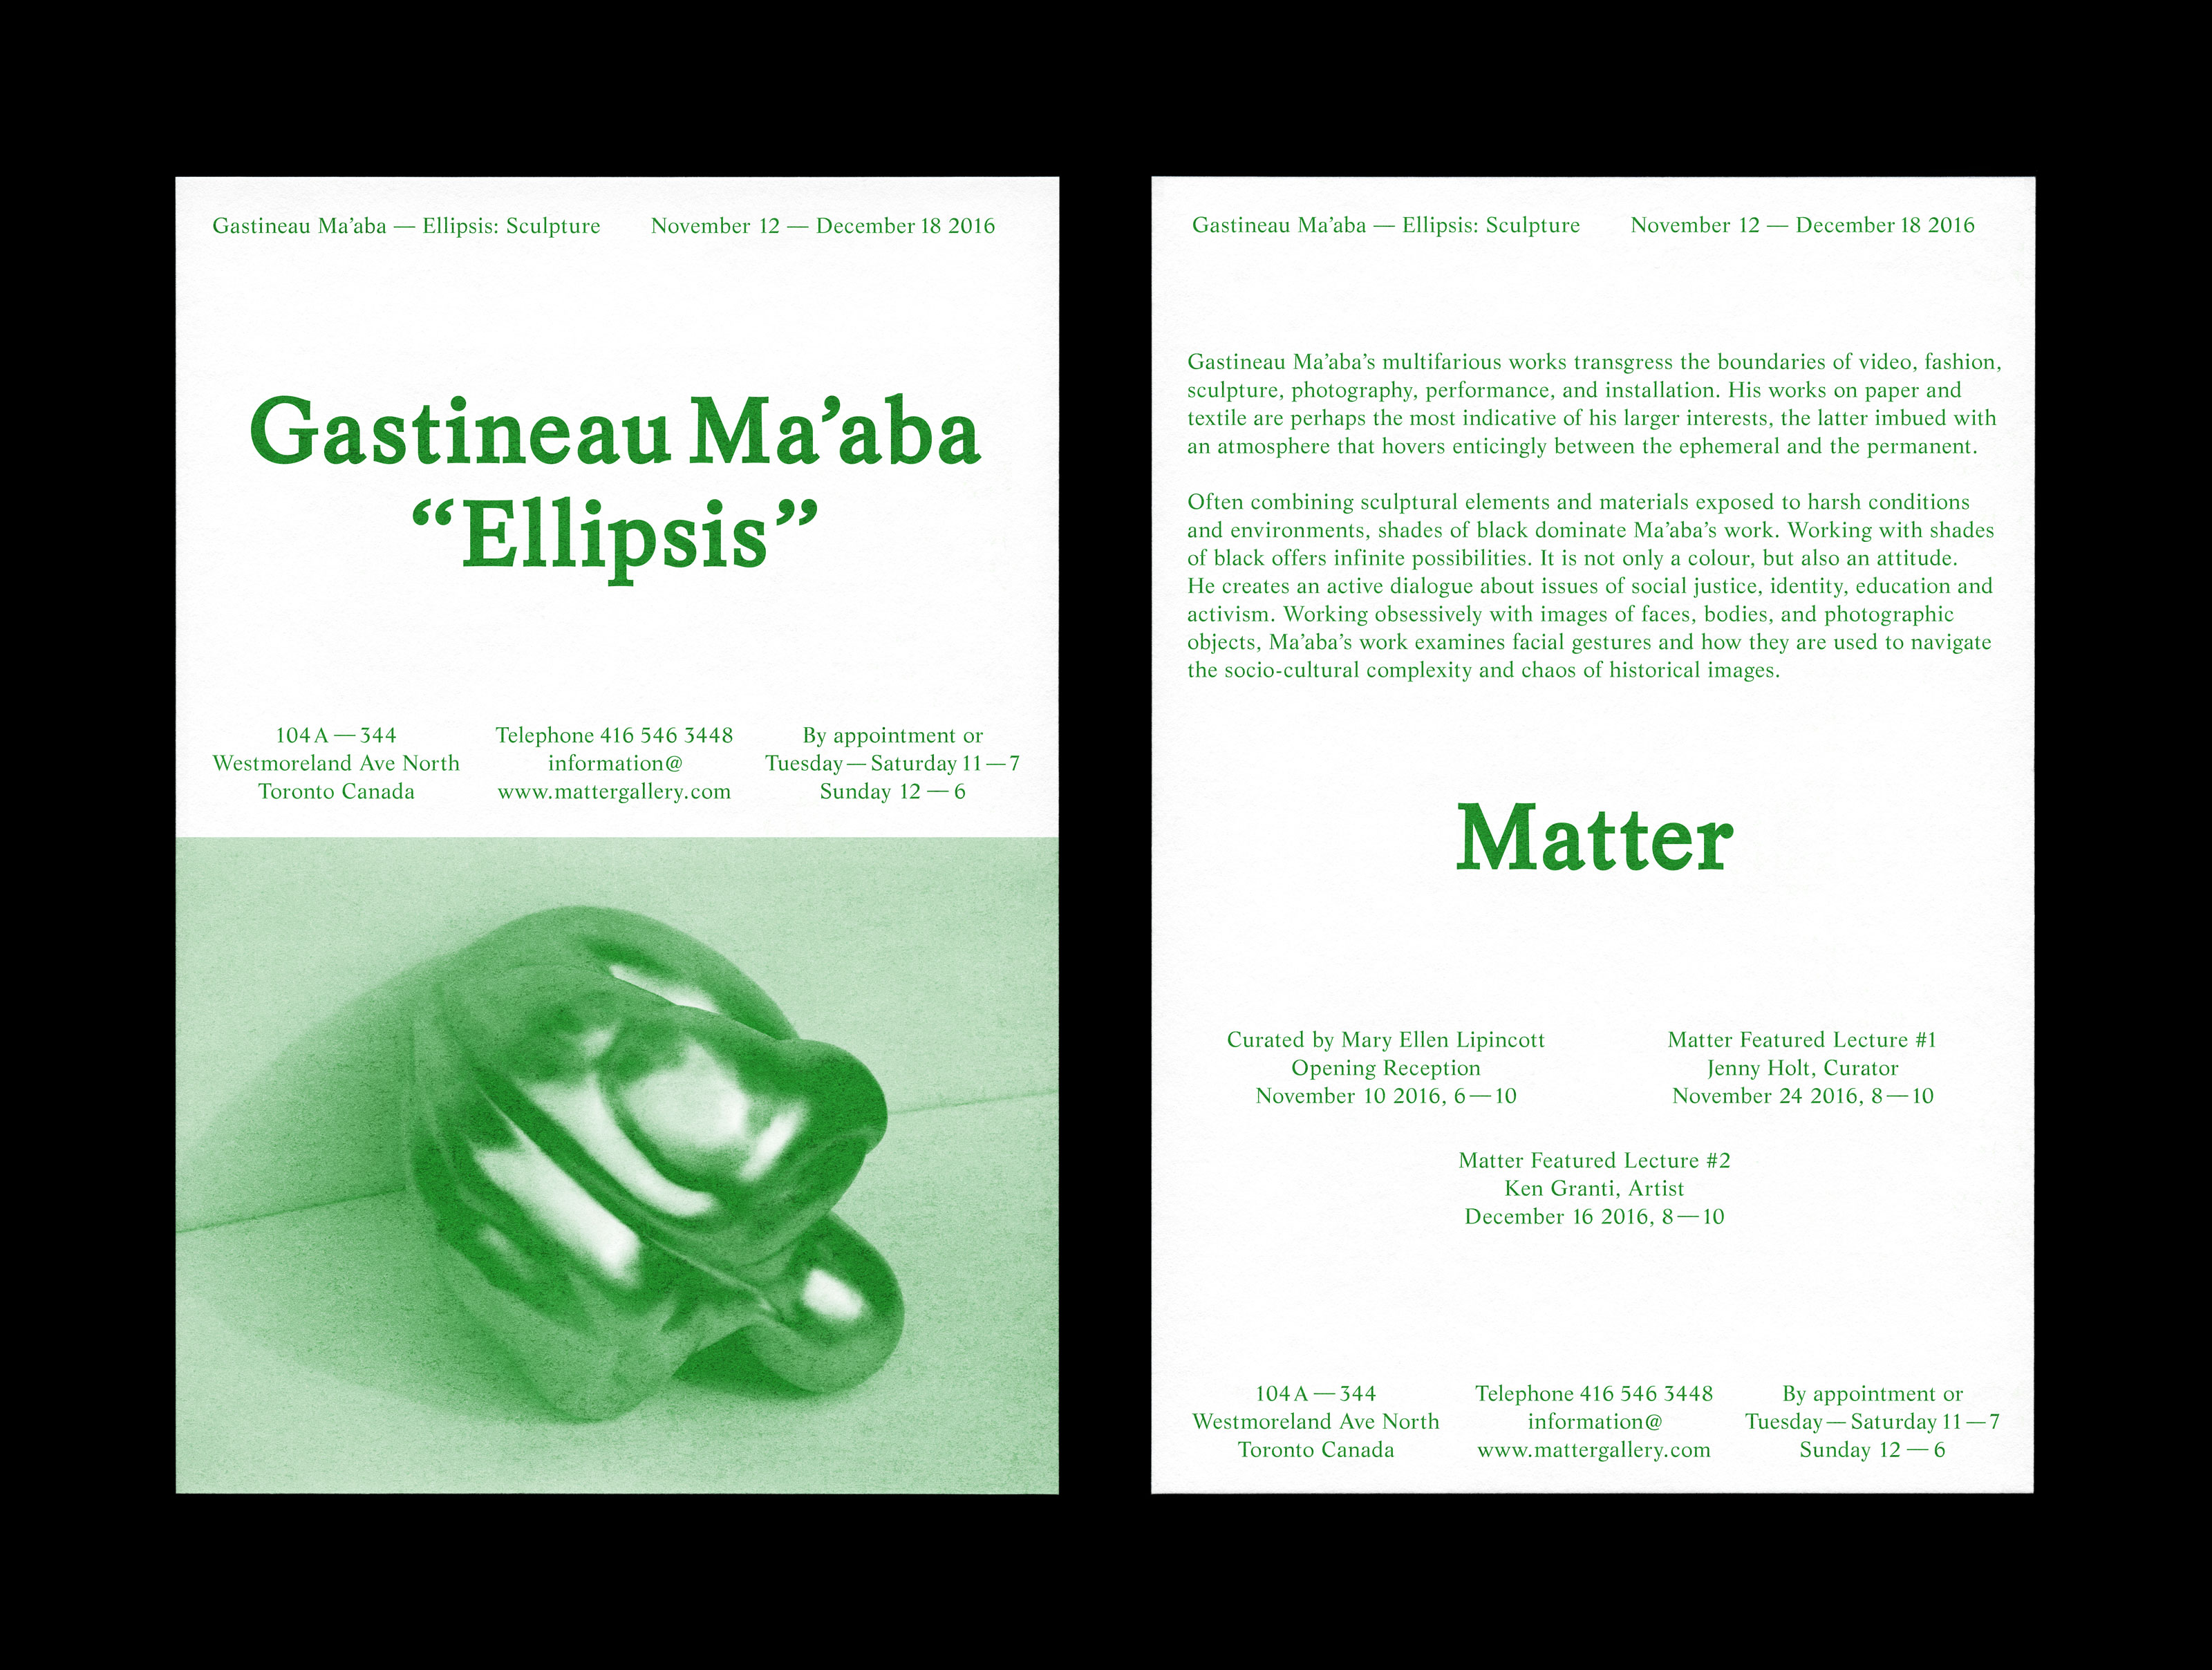 Gastineau Ma’aba — Ellipsis: Sculpture November 12 — December 18 2016
Gastineau Ma’aba
“Ellipsis”
104 A — 344
Westmoreland Ave North
Toronto Canada
Telephone 416 546 3448
information@
www.mattergallery.com
By appointment or
Tuesday — Saturday 11 — 7
Sunday 12 — 6
Gastineau Ma’aba — Ellipsis: Sculpture November 12 — December 18 2016
Gastineau Ma’aba’s multifarious works transgress the boundaries of video, fashion,
sculpture, photography, performance, and installation. His works on paper and
textile are perhaps the most indicative of his larger interests, the latter imbued with
an atmosphere that hovers enticingly between the ephemeral and the permanent.
Often combining sculptural elements and materials exposed to harsh conditions
and environments, shades of black dominate Ma’aba’s work. Working with shades
of black offers infinite possibilities. It is not only a colour, but also an attitude.
He creates an active dialogue about issues of social justice, identity, education and
activism. Working obsessively with images of faces, bodies, and photographic
objects, Ma’aba’s work examines facial gestures and how they are used to navigate
the socio-cultural complexity and chaos of historical images.
Matter
Curated by Mary Ellen Lipincott
Opening Reception
November 10 2016, 6 — 10
Matter Featured Lecture #1
Jenny Holt, Curator
November 24 2016, 8 — 10
Matter Featured Lecture #2
Ken Granti, Artist
December 16 2016, 8 — 10
104 A — 344
Westmoreland Ave North
Toronto Canada
Telephone 416 546 3448
information@
www.mattergallery.com
By appointment or
Tuesday — Saturday 11 — 7
Sunday 12 — 6